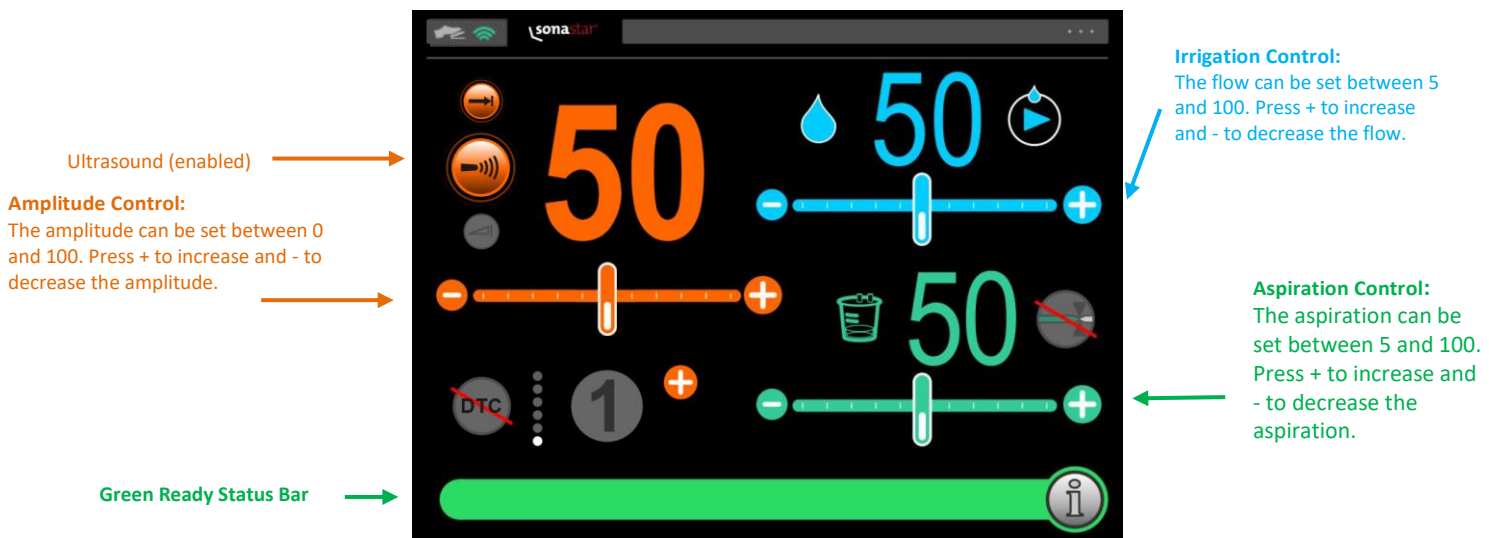 sonastar
...
50
50
Irrigation Control:
The flow can be set between 5
and 100. Press + to increase
and - to decrease the flow.
Ultrasound (enabled)
Amplitude Control:
The amplitude can be set between 0
and 100. Press + to increase and - to
decrease the amplitude.
50
Aspiration Control:
The aspiration can be
set between 5 and 100.
Press + to increase and
- to decrease the
aspiration.
DTC
1
Green Ready Status Bar
i